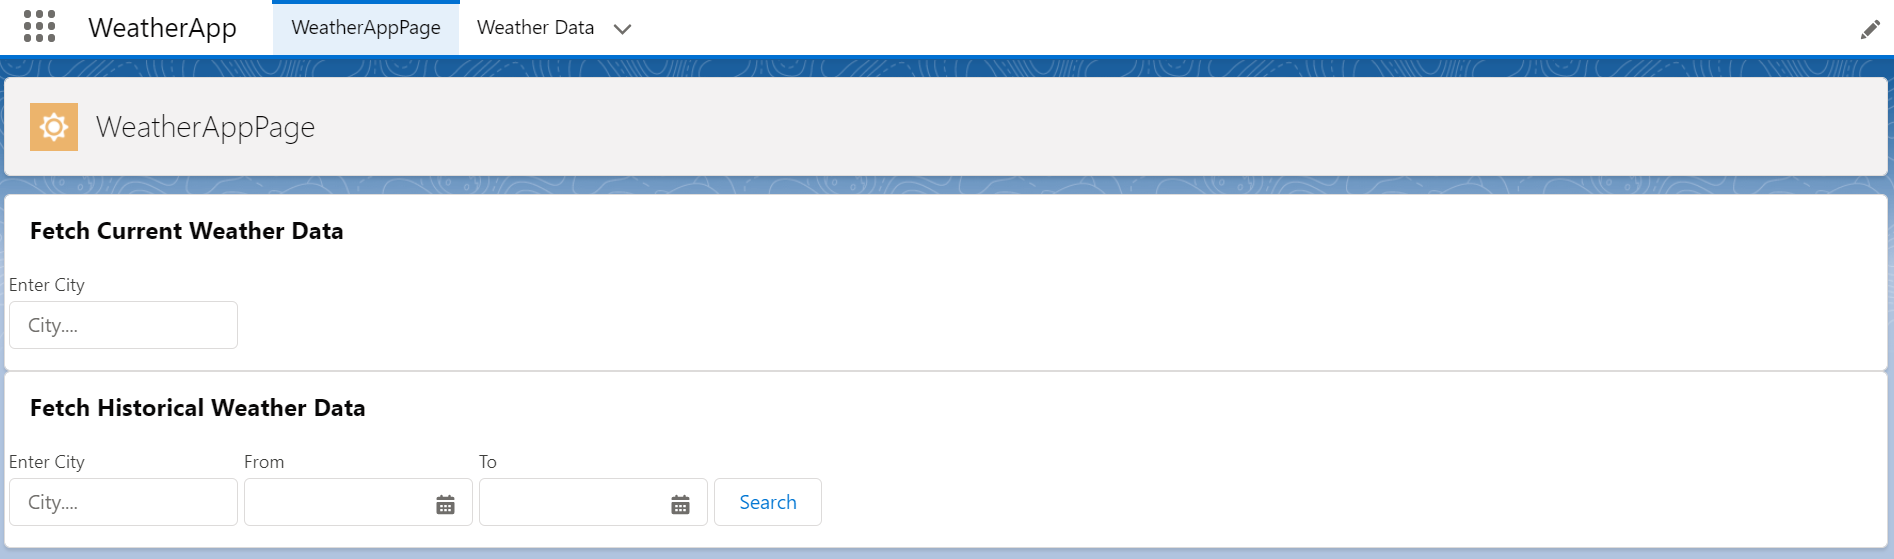 WeatherApp WeatherAppPage Weather Data
WeatherAppPage
Fetch Current Weather Data
Enter City
City....
Fetch Historical Weather Data
Enter City From To
City.... Search